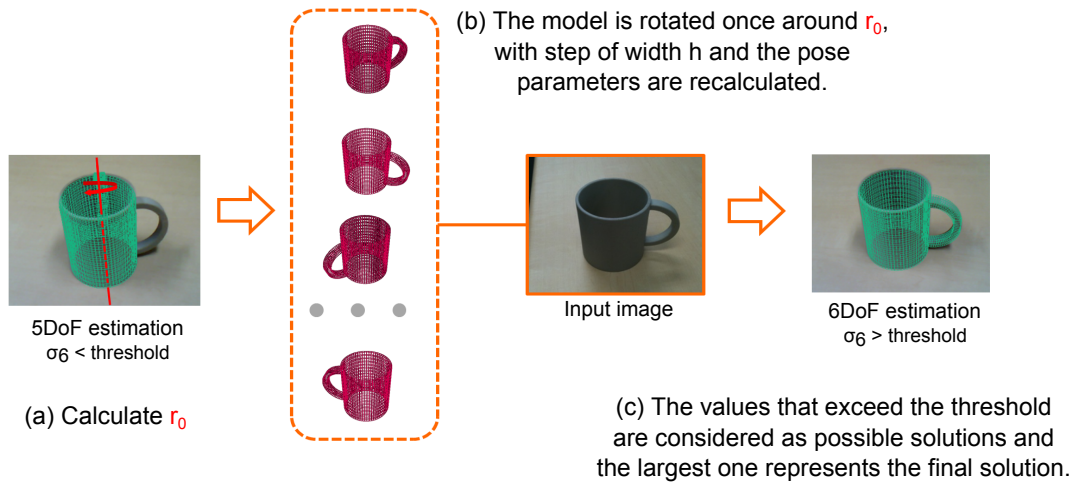 (b) The model is rotated once around r₀,
with step of width h and the pose
parameters are recalculated.
5DoF estimation
σ6 < threshold
(a) Calculate r₀
Input image
6DoF estimation
σ6 > threshold
(c) The values that exceed the threshold
are considered as possible solutions and
the largest one represents the final solution.